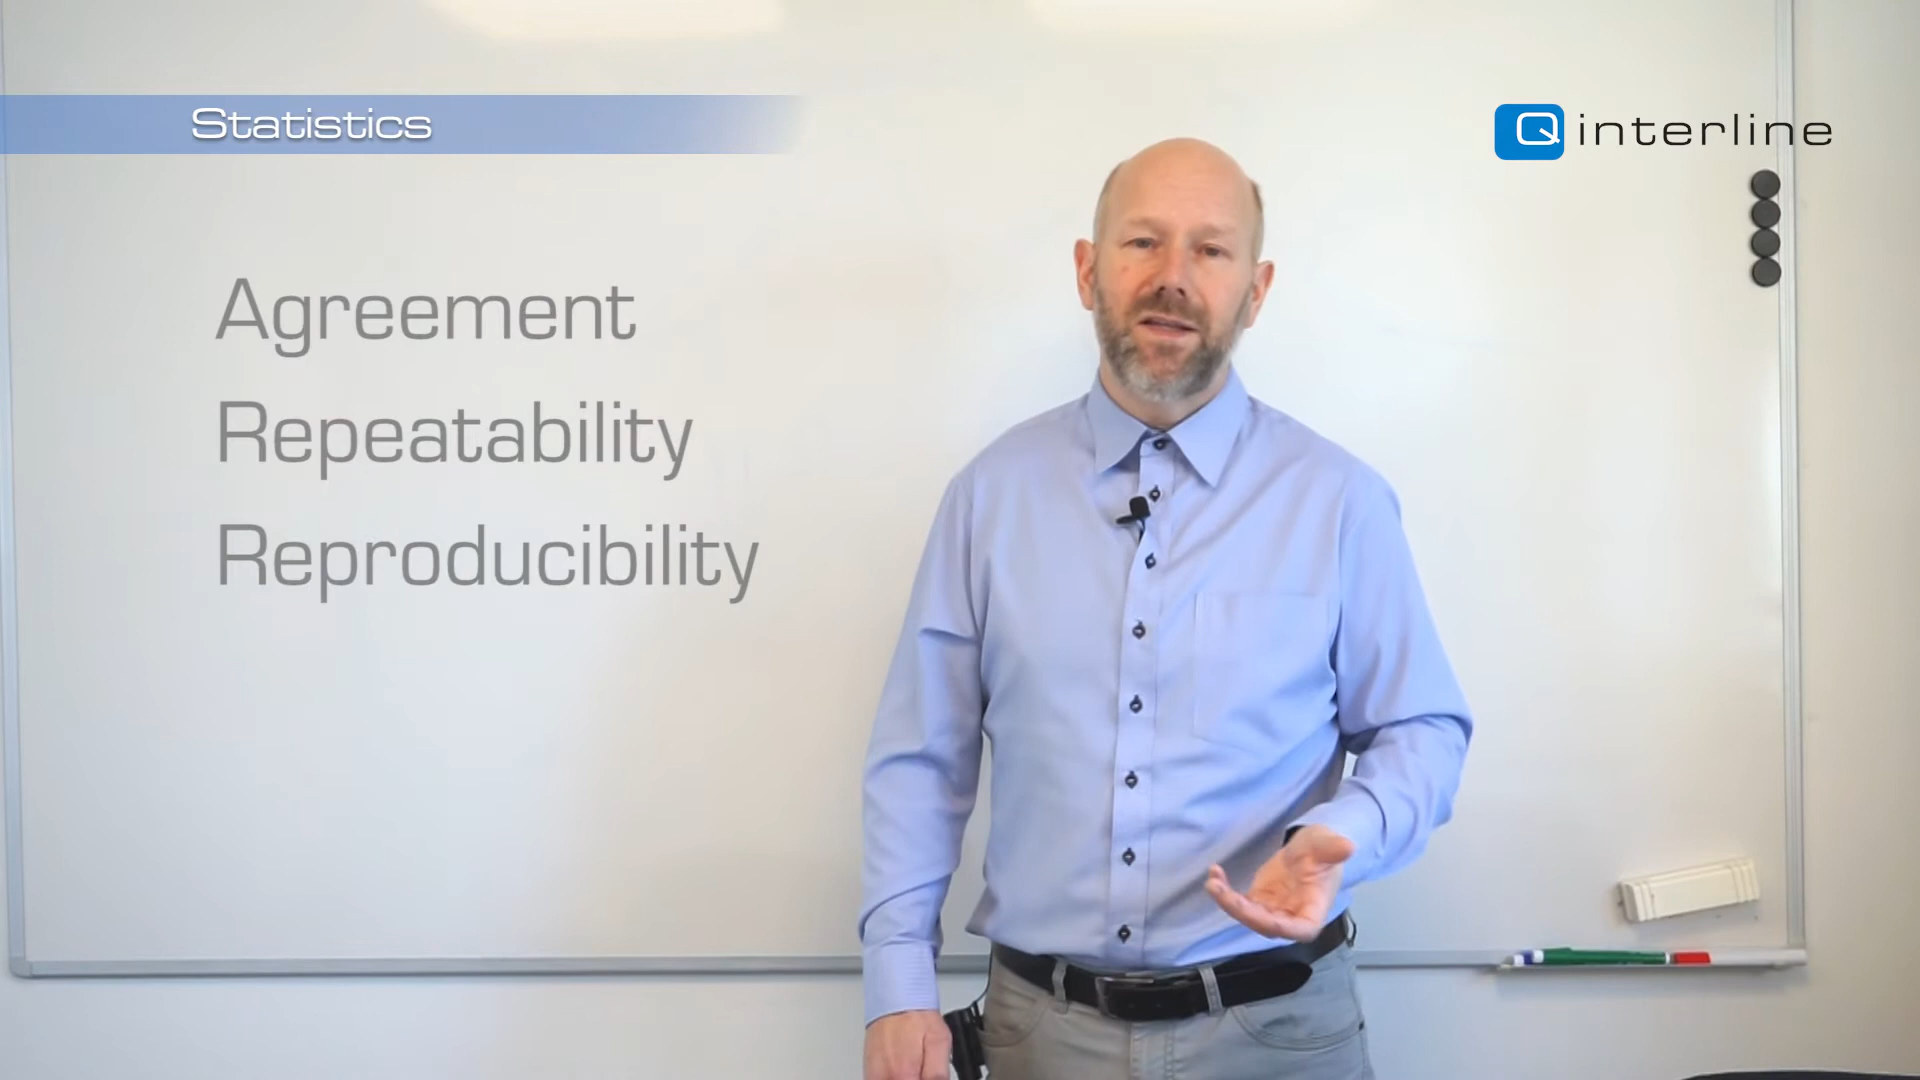 Statistics
Q interline
Agreement
Repeatability
Reproducibility